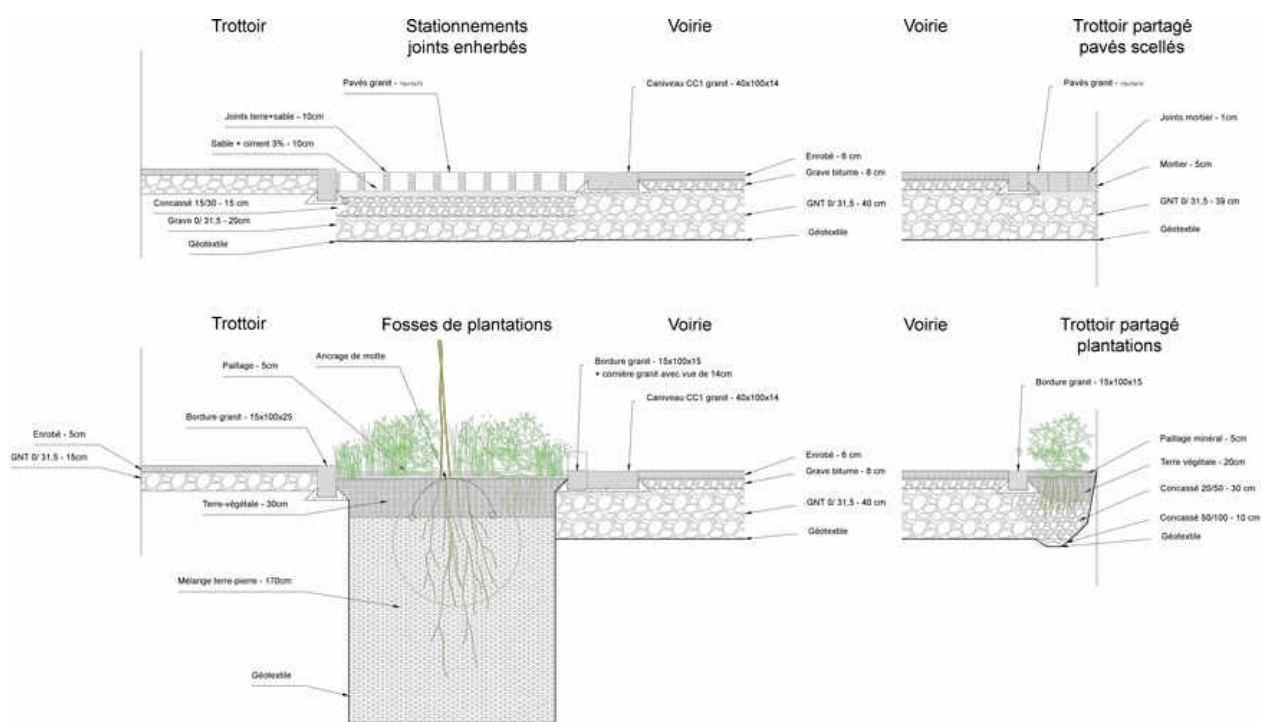 Trottoir
Stationnements
joints enherbés
Voirie
Voirie
Trottoir partagé
pavés scellés
Pavés granit -
Caniveau CC1 granit - 40x100x14
Pavés granit -
Joints terre+sable - 10cm
Joints mortier - 1cm
Sable + ciment 3% - 10cm
Enrobé - 6 cm
Mortier - 5cm
Grave bitume - 8 cm
Concassé 15/30 - 15 cm
GNT 0/ 31,5 - 40 cm
GNT 0/ 31,5 - 39 cm
Grave 0/ 31,5 - 20cm
Géotextile
Géotextile
Géotextile
Trottoir
Fosses de plantations
Voirie
Voirie
Trottoir partagé
plantations
Ancrage de motte
Bordure granit - 15x100x15
+ cornière granit avec vue de 14cm
Paillage - 5cm
Bordure granit - 15x100x15
Caniveau CC1 granit - 40x100x14
Bordure granit - 15x100x25
Enrobé - 5cm
Paillage minéral - 5cm
GNT 0/ 31,5 - 15cm
Enrobé - 6 cm
Terre végétale - 20cm
Grave bitume - 8 cm
Concassé 20/50 - 30 cm
Terre-végétale - 30cm
GNT 0/ 31,5 - 40 cm
Concassé 50/100 - 10 cm
Géotextile
Géotextile
Mélange terre-pierre - 170cm
Géotextile